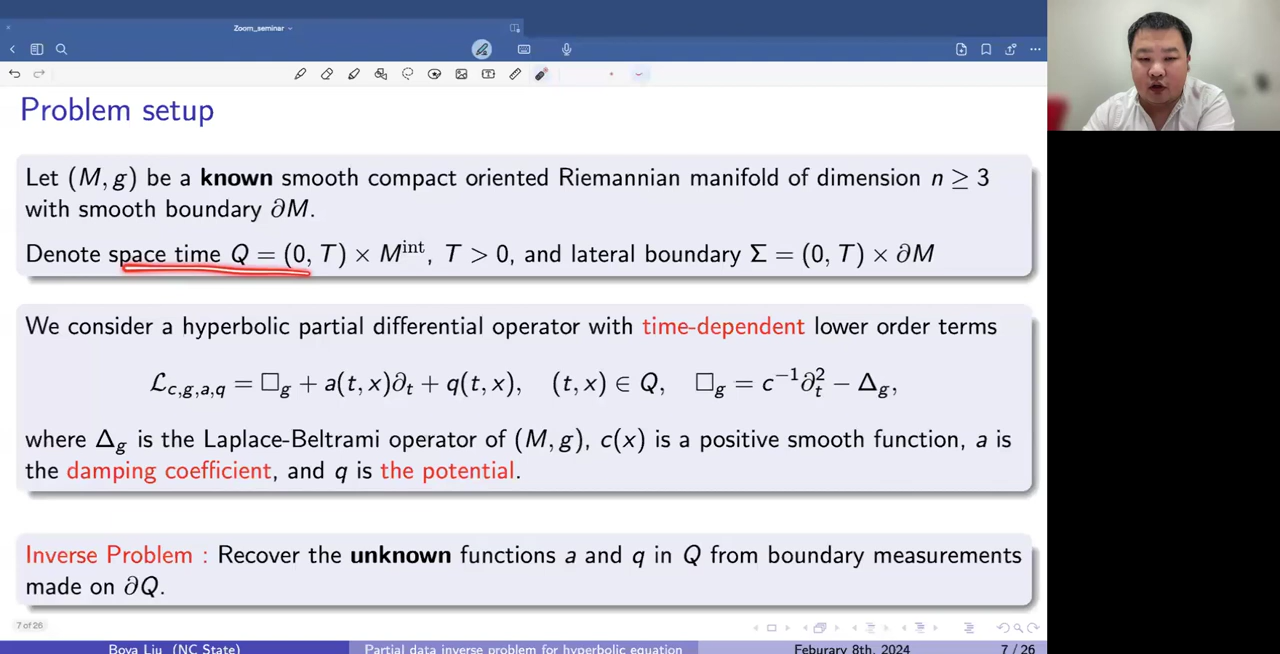 Zoom_seminar
Problem setup
Let (M, g) be a known smooth compact oriented Riemannian manifold of dimension n ≥ 3
with smooth boundary ∂M.
Denote space time Q = (0, T) × M^int, T > 0, and lateral boundary Σ = (0, T) × ∂M
We consider a hyperbolic partial differential operator with time-dependent lower order terms
ℒ_{c,g,a,q} = □_g + a(t, x)∂_t + q(t, x), (t, x) ∈ Q, □_g = c^{-1}∂_t^2 − Δ_g,
where Δ_g is the Laplace-Beltrami operator of (M, g), c(x) is a positive smooth function, a is
the damping coefficient, and q is the potential.
Inverse Problem : Recover the unknown functions a and q in Q from boundary measurements
made on ∂Q.
7 of 26
Boya Liu (NC State) Partial data inverse problem for hyperbolic equation Feburary 8th, 2024 7 / 26